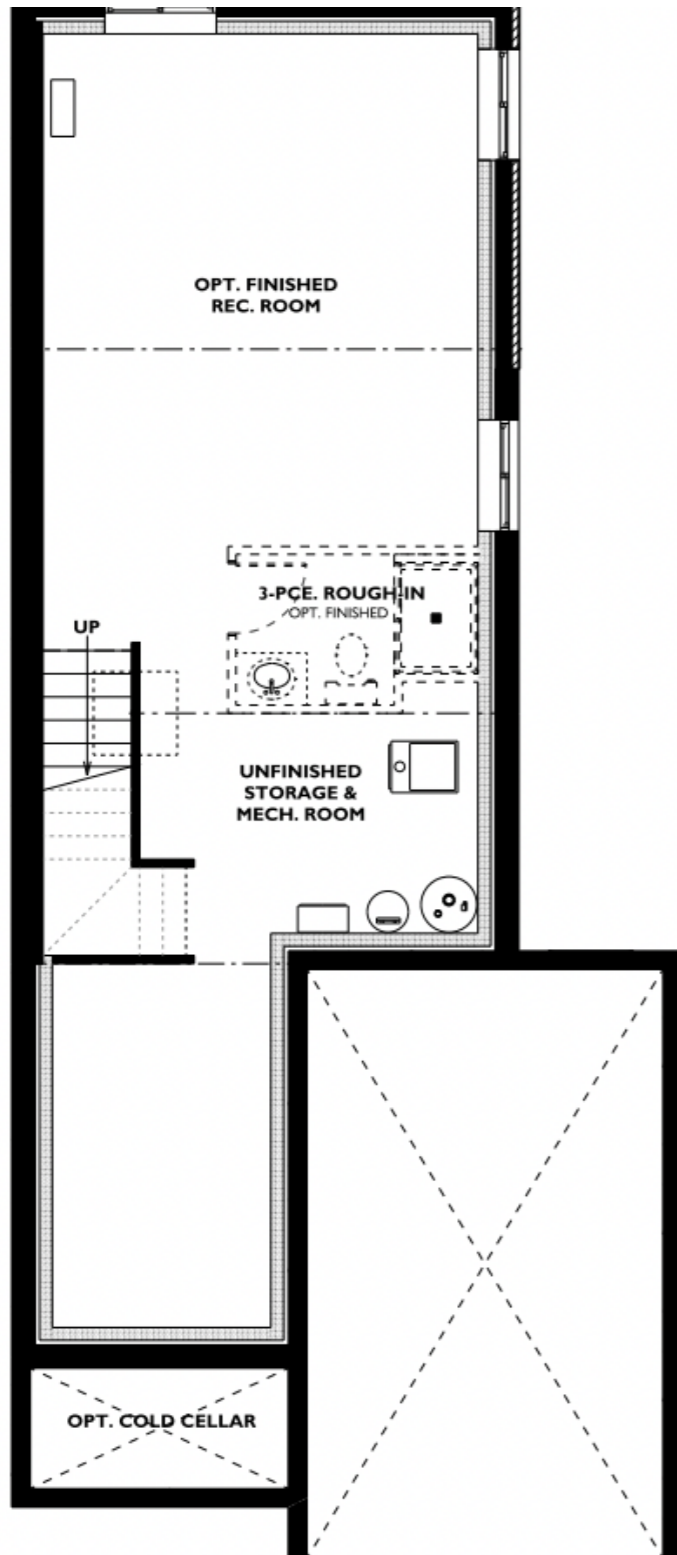 OPT. FINISHED
REC. ROOM
3-PCE. ROUGH-IN
OPT. FINISHED
UP
UNFINISHED
STORAGE &
MECH. ROOM
OPT. COLD CELLAR